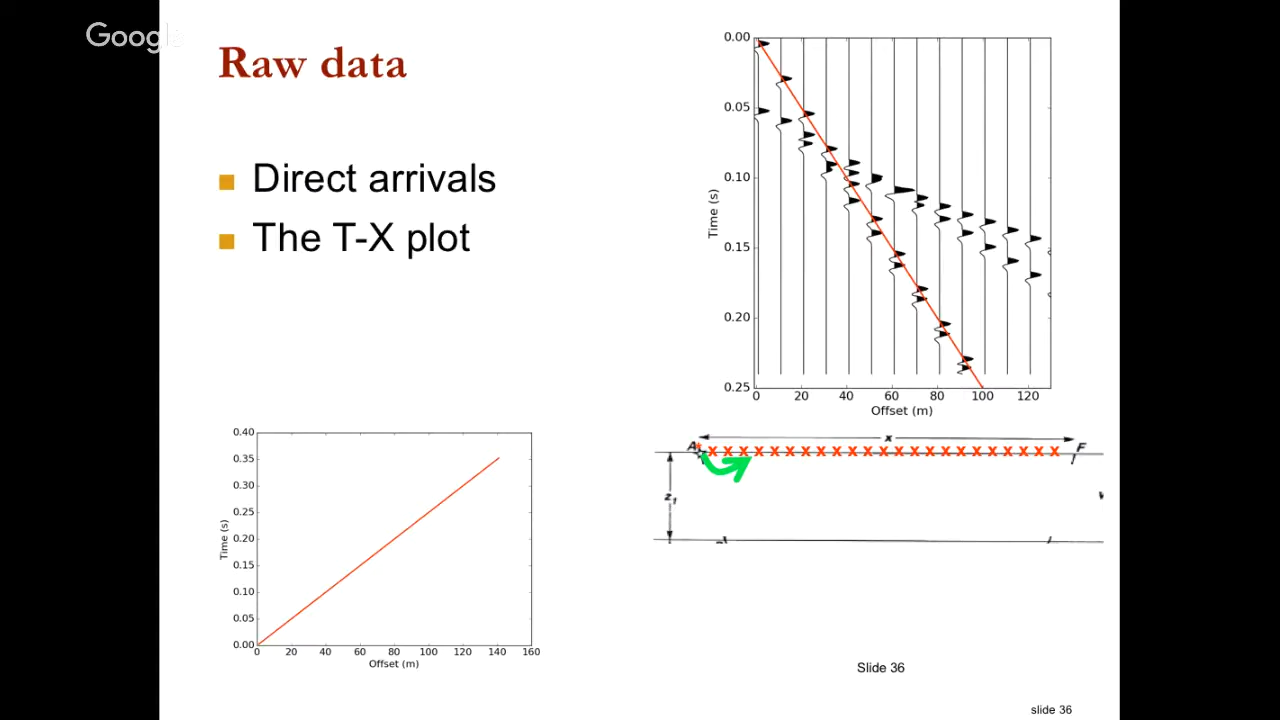 Google
Raw data
Direct arrivals
The T-X plot
0.00
0.05
0.10
0.15
0.20
0.25
Time (s)
0 20 40 60 80 100 120
Offset (m)
0.40
0.35
0.30
0.25
0.20
0.15
0.10
0.05
0.00
Time (s)
0 20 40 60 80 100 120 140 160
Offset (m)
x
A x x x x x x x x x x x x x x x x x x x x x x x F
z1
Slide 36
slide 36